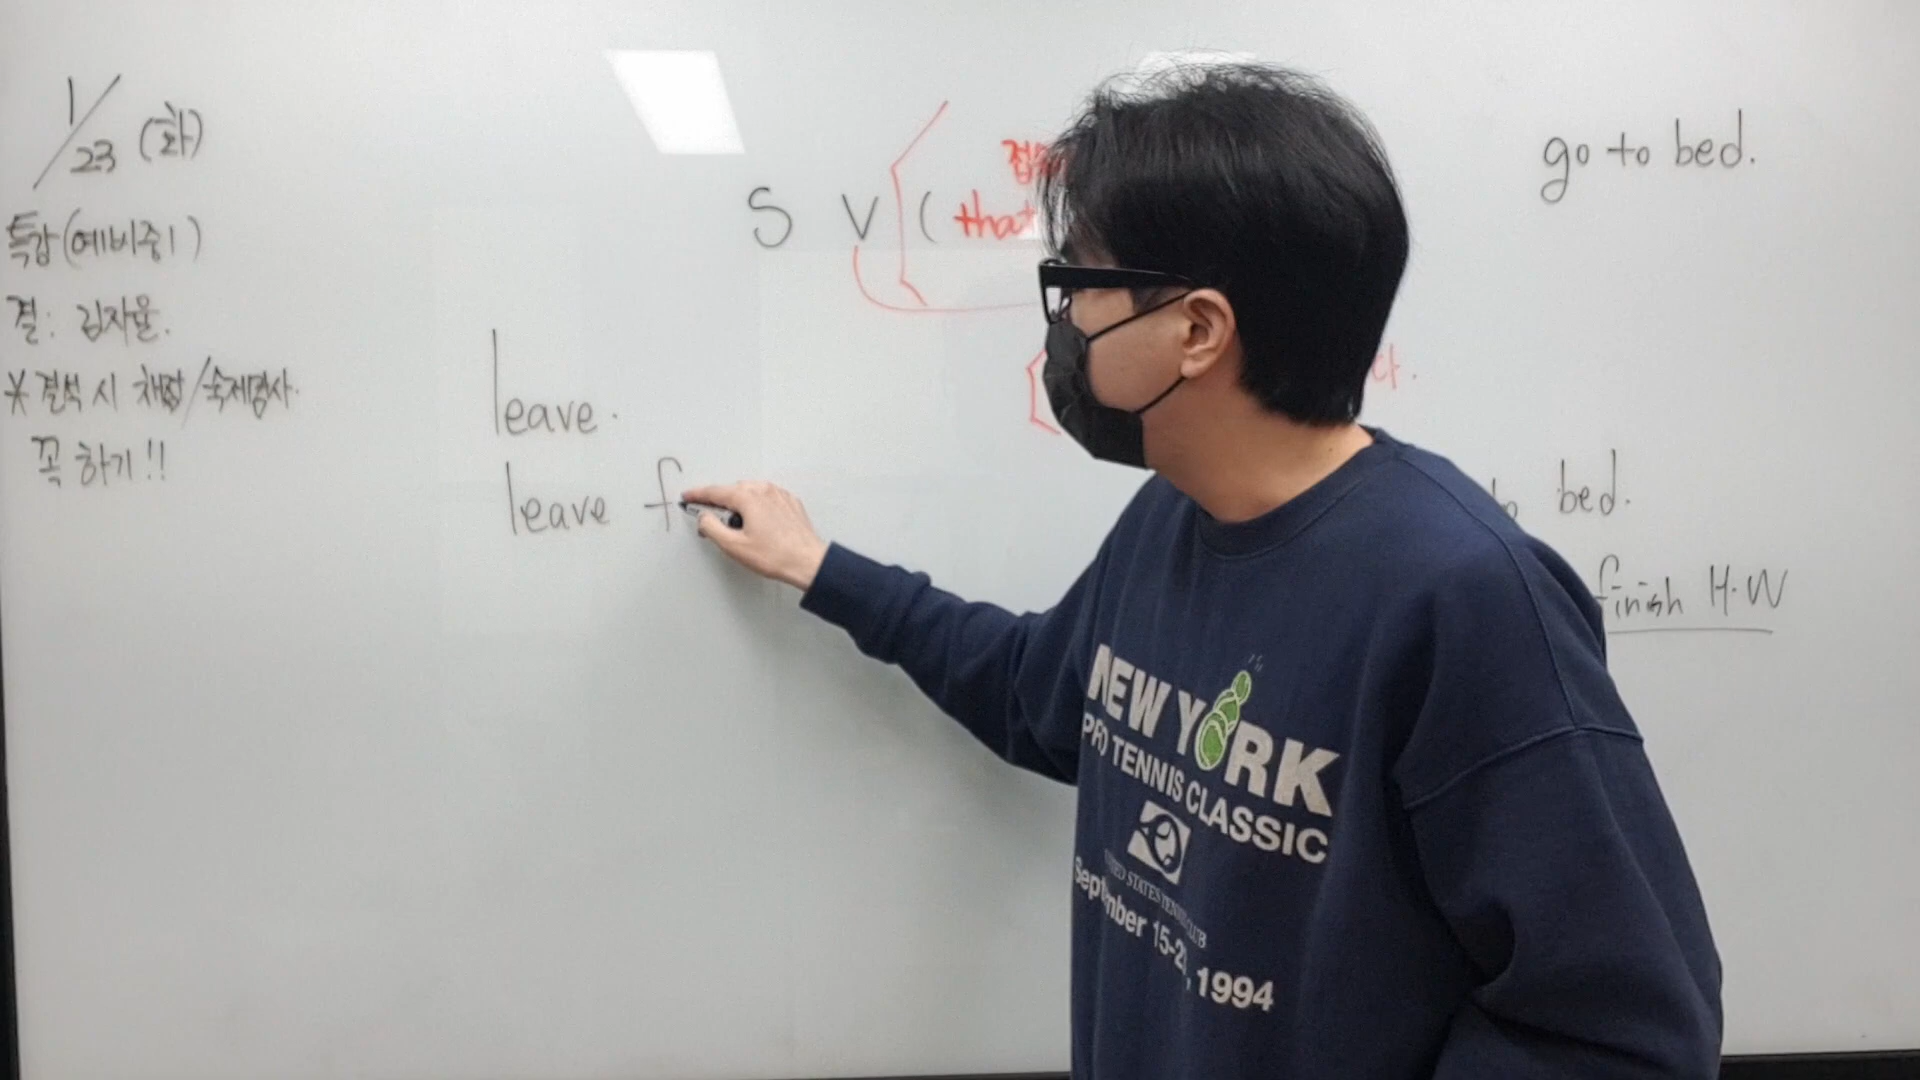 1/23 (화)
특강(예비중1)
결: 김자율.
* 결석 시 채점/숙제검사.
꼭 하기!!
S V ( that
leave.
leave f
go to bed.
bed.
finish H.W
NEW YORK
PRO TENNIS CLASSIC
September 15-2 , 1994